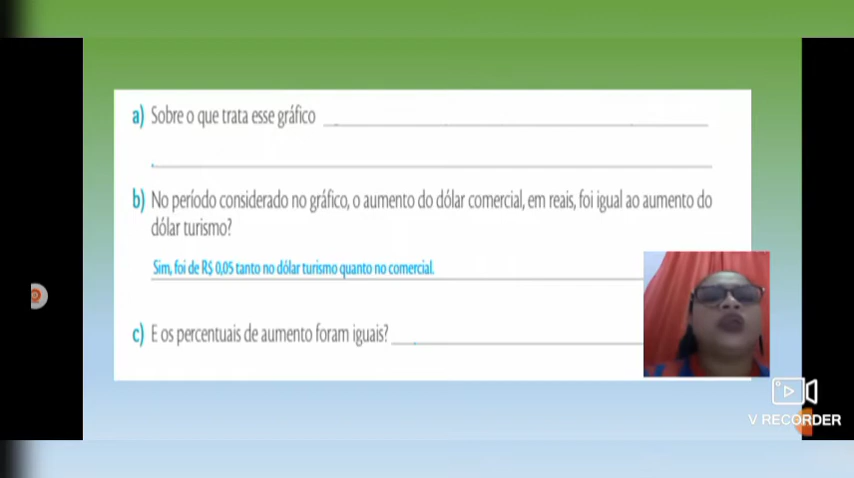 a) Sobre o que trata esse gráfico
b) No período considerado no gráfico, o aumento do dólar comercial, em reais, foi igual ao aumento do
dólar turismo?
Sim, foi de R$ 0,05 tanto no dólar turismo quanto no comercial.
c) E os percentuais de aumento foram iguais?
V RECORDER